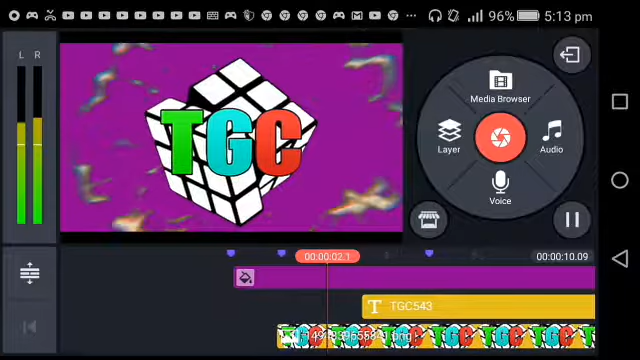 96% 5:13 pm
L R
TGC
Media Browser
Layer
Audio
Voice
00:00:02.1
00:00:10.09
T TGC543